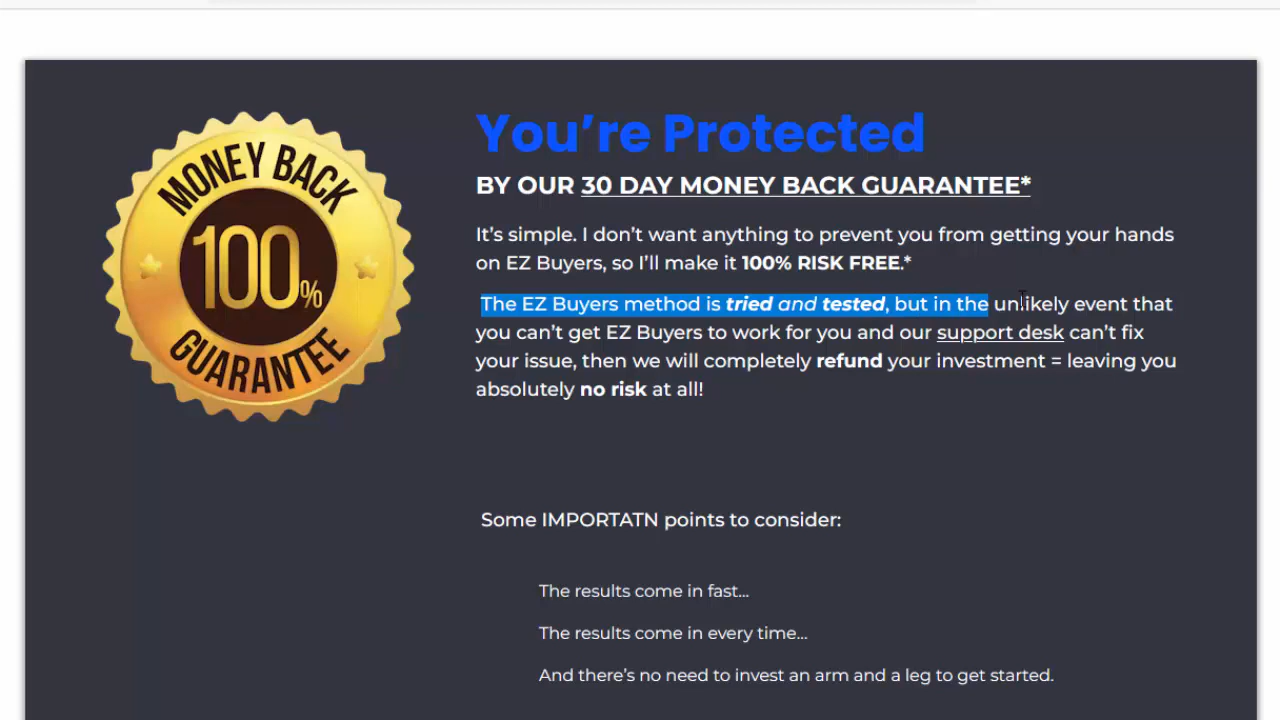 MONEY BACK
100%
GUARANTEE
You’re Protected
BY OUR 30 DAY MONEY BACK GUARANTEE*
It’s simple. I don’t want anything to prevent you from getting your hands
on EZ Buyers, so I’ll make it 100% RISK FREE.*
The EZ Buyers method is tried and tested, but in the unlikely event that
you can’t get EZ Buyers to work for you and our support desk can’t fix
your issue, then we will completely refund your investment = leaving you
absolutely no risk at all!
Some IMPORTATN points to consider:
The results come in fast...
The results come in every time...
And there’s no need to invest an arm and a leg to get started.